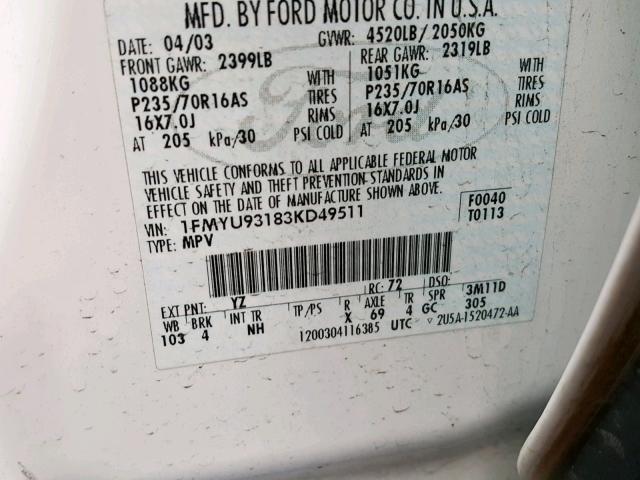 MFD. BY FORD MOTOR CO. IN U.S.A.
DATE: 04/03 GVWR: 4520LB/ 2050KG
FRONT GAWR: 2399LB REAR GAWR: 2319LB
1088KG WITH 1051KG WITH
P235/70R16AS TIRES P235/70R16AS TIRES
16X7.0J RIMS 16X7.0J RIMS
AT 205 kPa/30 PSI COLD AT 205 kPa/30 PSI COLD
THIS VEHICLE CONFORMS TO ALL APPLICABLE FEDERAL MOTOR
VEHICLE SAFETY AND THEFT PREVENTION STANDARDS IN
EFFECT ON THE DATE OF MANUFACTURE SHOWN ABOVE.
VIN: 1FMYU93183KD49511 F0040
TYPE: MPV T0113
EXT PNT: YZ RC: 72 DSO:
WB BRK INT TR TP/PS R AXLE TR SPR 3M11D
103 4 NH X 69 4 GC 305
1200304116385 UTC 2U5A-1520472-AA
Ford